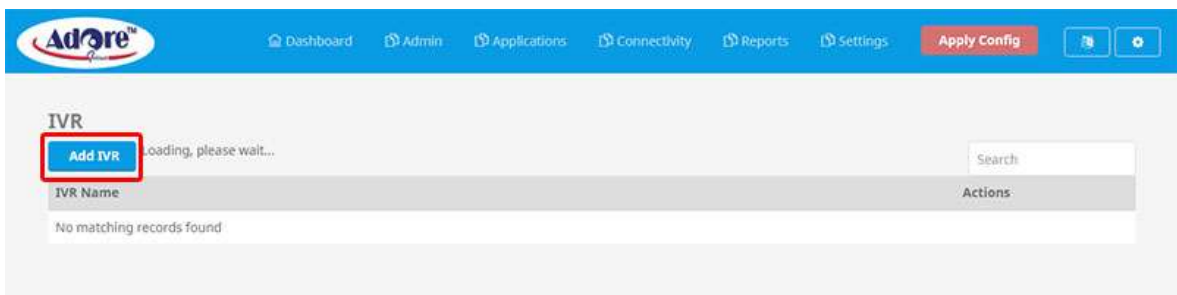 Adore™
Dashboard Admin Applications Connectivity Reports Settings Apply Config
IVR
Add IVR Loading, please wait...
Search
IVR Name Actions
No matching records found